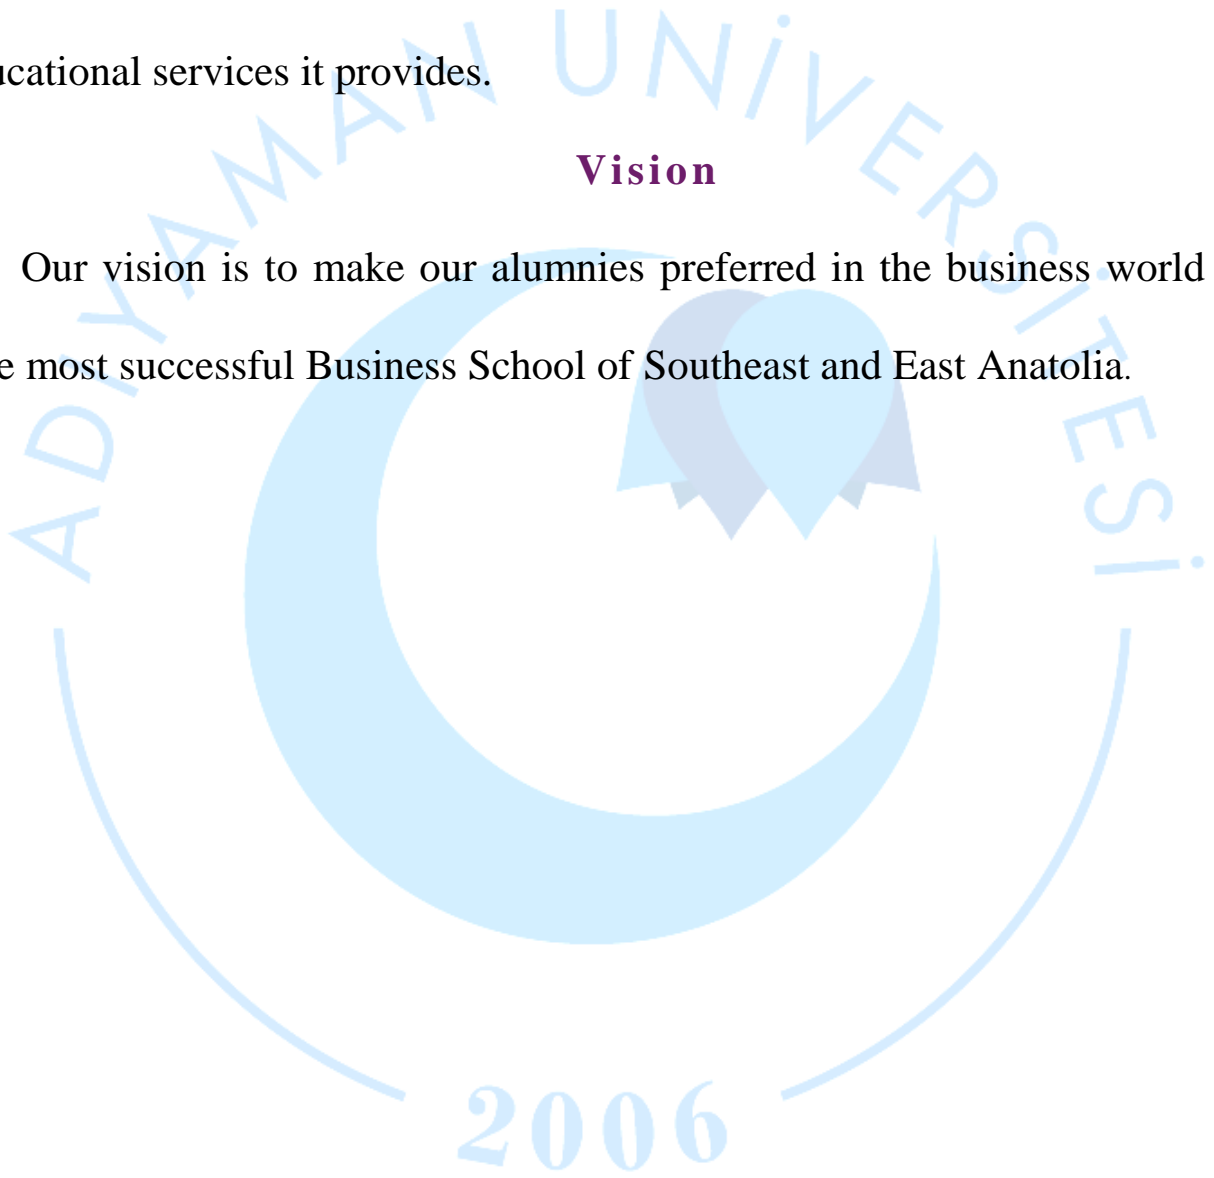 ucational services it provides.
Vision
Our vision is to make our alumnies preferred in the business world
e most successful Business School of Southeast and East Anatolia.
ADIYAMAN UNİVERSİTESİ
2006